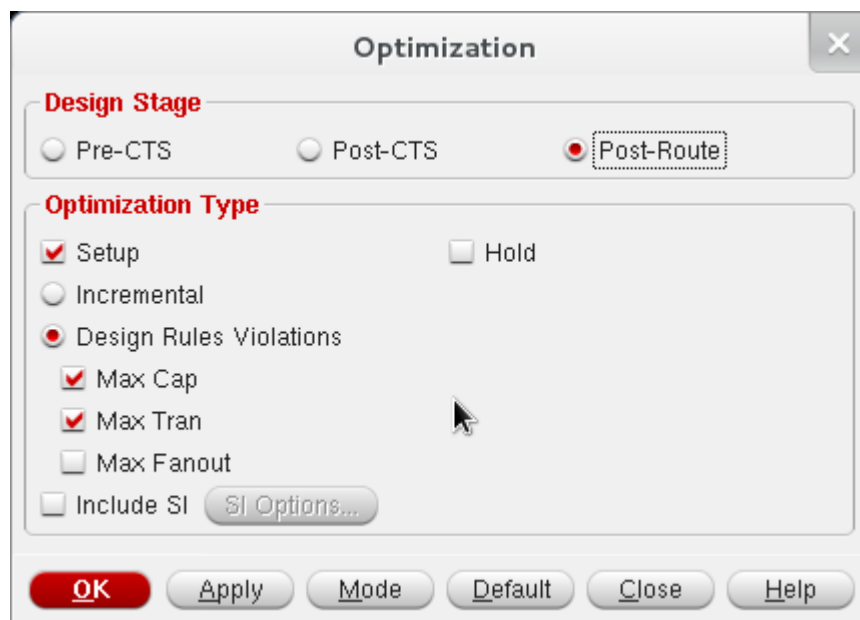 Optimization
Design Stage
Pre-CTS Post-CTS Post-Route
Optimization Type
Setup Hold
Incremental
Design Rules Violations
Max Cap
Max Tran
Max Fanout
Include SI SI Options...
OK Apply Mode Default Close Help